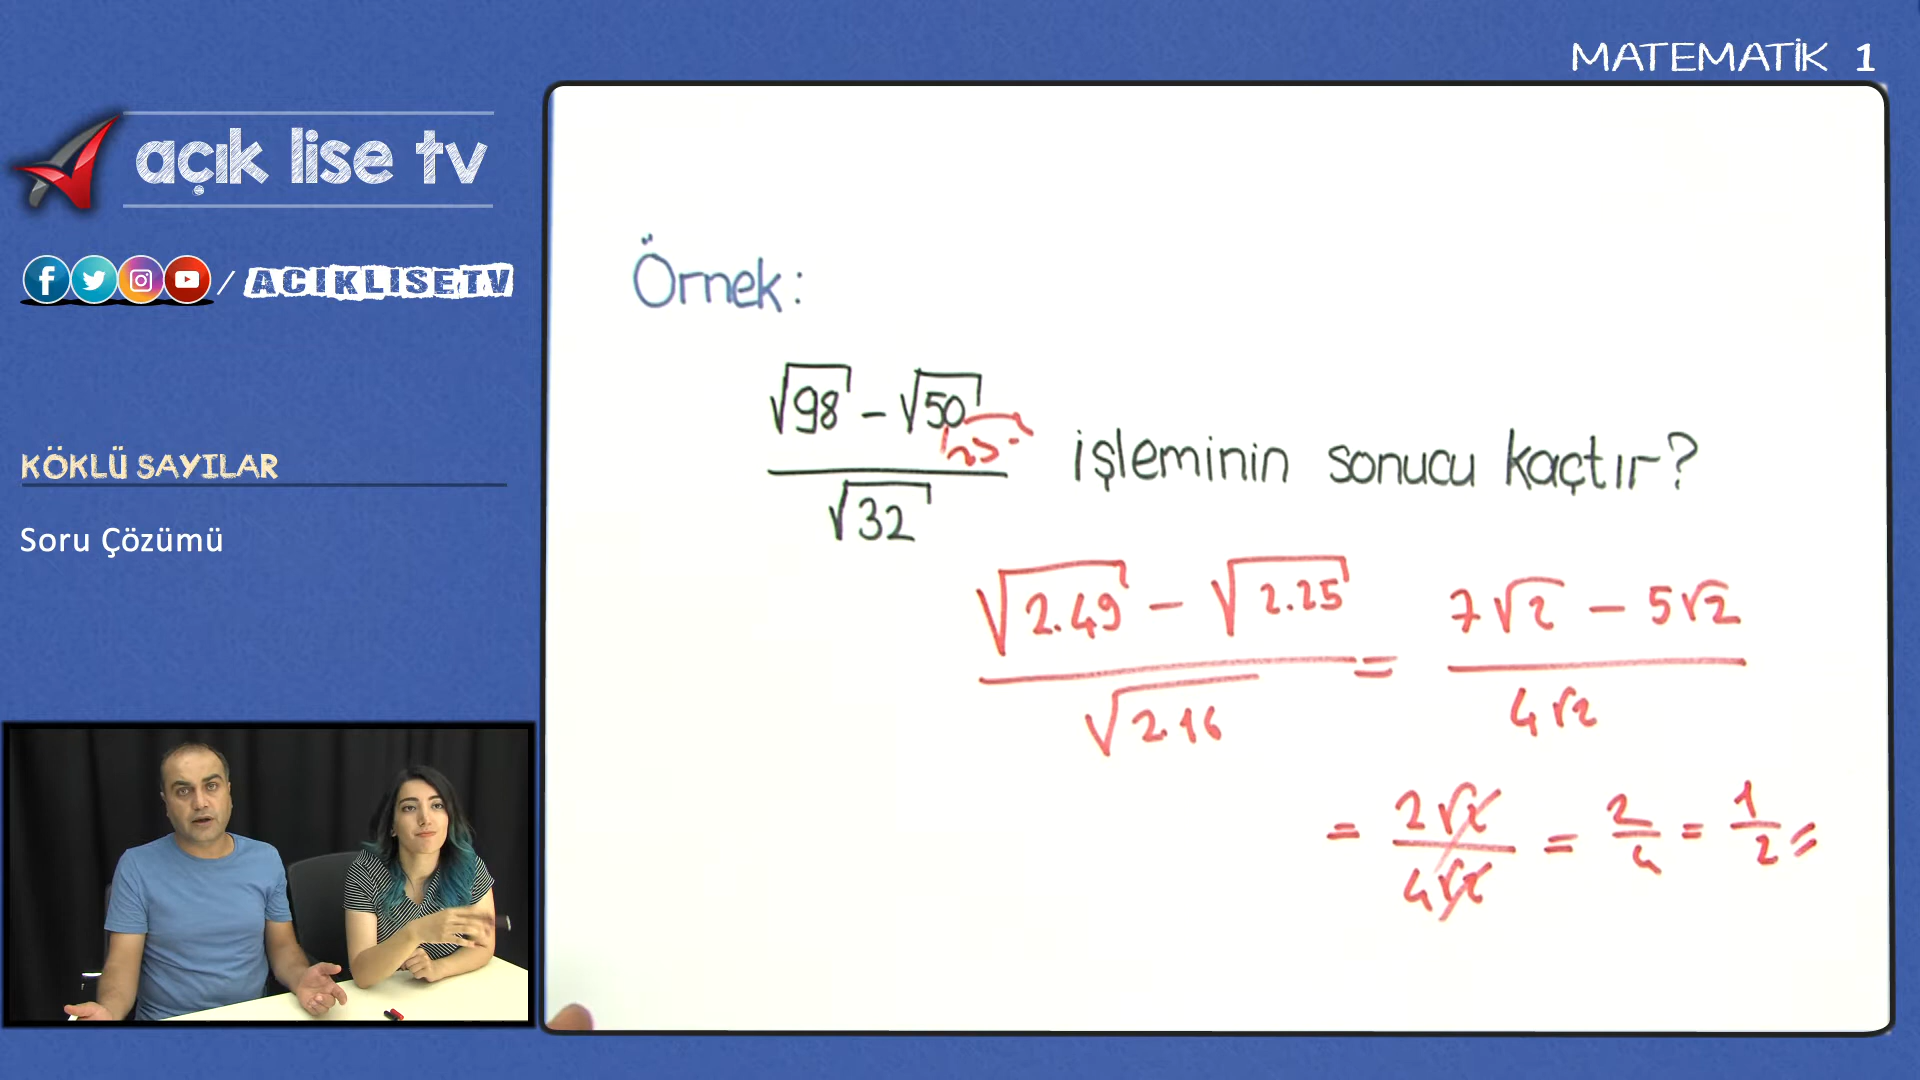 MATEMATİK 1
açık lise tv
/ ACIKLISETV
KÖKLÜ SAYILAR
Soru Çözümü
Örnek:
√98 - √50
25
√32
işleminin sonucu kaçtır?
√2.49 - √2.25 = 7√2 - 5√2
√2.16 4√2
= 2√2 = 2 = 1 =
4√2 4 2